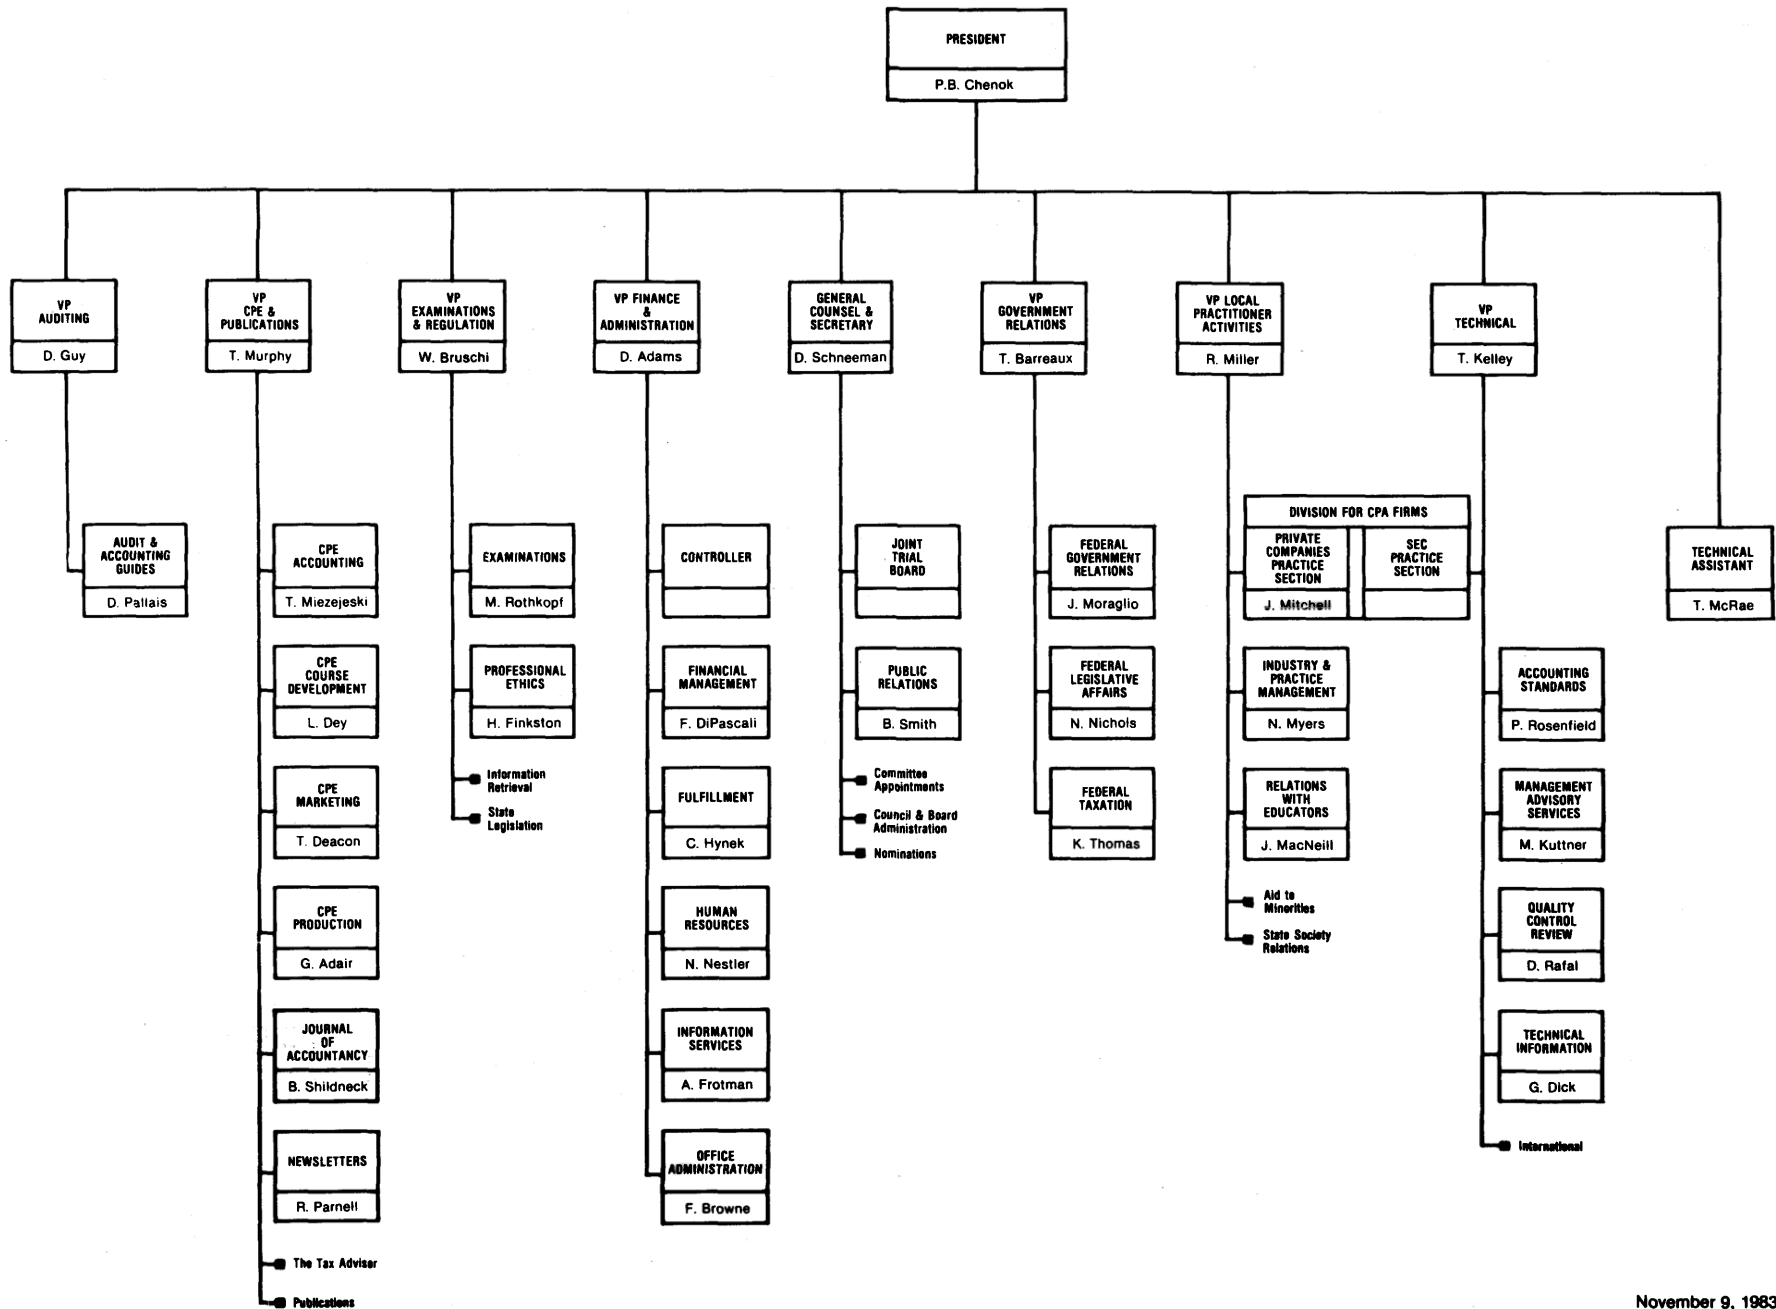 PRESIDENT
P.B. Chenok
VP
AUDITING
D. Guy
VP
CPE &
PUBLICATIONS
T. Murphy
VP
EXAMINATIONS
& REGULATION
W. Bruschi
VP FINANCE
&
ADMINISTRATION
D. Adams
GENERAL
COUNSEL &
SECRETARY
D. Schneeman
VP
GOVERNMENT
RELATIONS
T. Barreaux
VP LOCAL
PRACTITIONER
ACTIVITIES
R. Miller
VP
TECHNICAL
T. Kelley
AUDIT &
ACCOUNTING
GUIDES
D. Pallais
CPE
ACCOUNTING
T. Miezejeski
CPE
COURSE
DEVELOPMENT
L. Dey
CPE
MARKETING
T. Deacon
CPE
PRODUCTION
G. Adair
JOURNAL
OF
ACCOUNTANCY
B. Shildneck
NEWSLETTERS
R. Parnell
The Tax Adviser
Publications
EXAMINATIONS
M. Rothkopf
PROFESSIONAL
ETHICS
H. Finkston
Information
Retrieval
State
Legislation
CONTROLLER
FINANCIAL
MANAGEMENT
F. DiPascali
FULFILLMENT
C. Hynek
HUMAN
RESOURCES
N. Nestler
INFORMATION
SERVICES
A. Frotman
OFFICE
ADMINISTRATION
F. Browne
JOINT
TRIAL
BOARD
PUBLIC
RELATIONS
B. Smith
Committee
Appointments
Council & Board
Administration
Nominations
FEDERAL
GOVERNMENT
RELATIONS
J. Moraglio
FEDERAL
LEGISLATIVE
AFFAIRS
N. Nichols
FEDERAL
TAXATION
K. Thomas
DIVISION FOR CPA FIRMS
PRIVATE
COMPANIES
PRACTICE
SECTION
J. Mitchell
SEC
PRACTICE
SECTION
INDUSTRY &
PRACTICE
MANAGEMENT
N. Myers
RELATIONS
WITH
EDUCATORS
J. MacNeill
Aid to
Minorities
State Society
Relations
ACCOUNTING
STANDARDS
P. Rosenfield
MANAGEMENT
ADVISORY
SERVICES
M. Kuttner
QUALITY
CONTROL
REVIEW
D. Rafal
TECHNICAL
INFORMATION
G. Dick
International
TECHNICAL
ASSISTANT
T. McRae
November 9, 1983